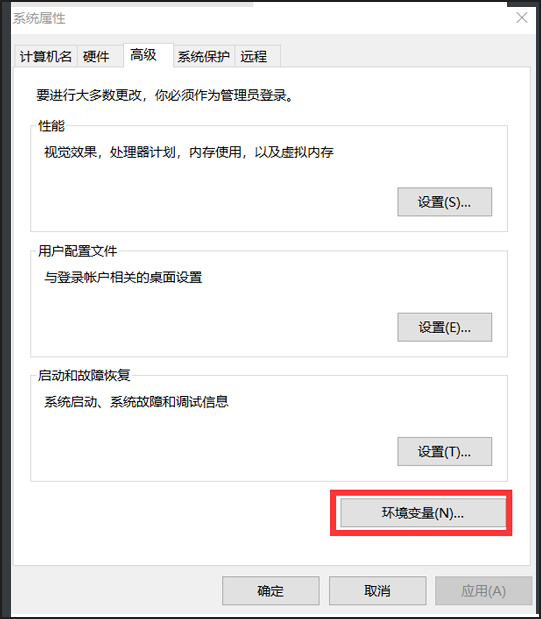 系统属性
计算机名 硬件 高级 系统保护 远程
要进行大多数更改，你必须作为管理员登录。
性能
视觉效果，处理器计划，内存使用，以及虚拟内存
设置(S)...
用户配置文件
与登录帐户相关的桌面设置
设置(E)...
启动和故障恢复
系统启动、系统故障和调试信息
设置(T)...
环境变量(N)...
确定 取消 应用(A)